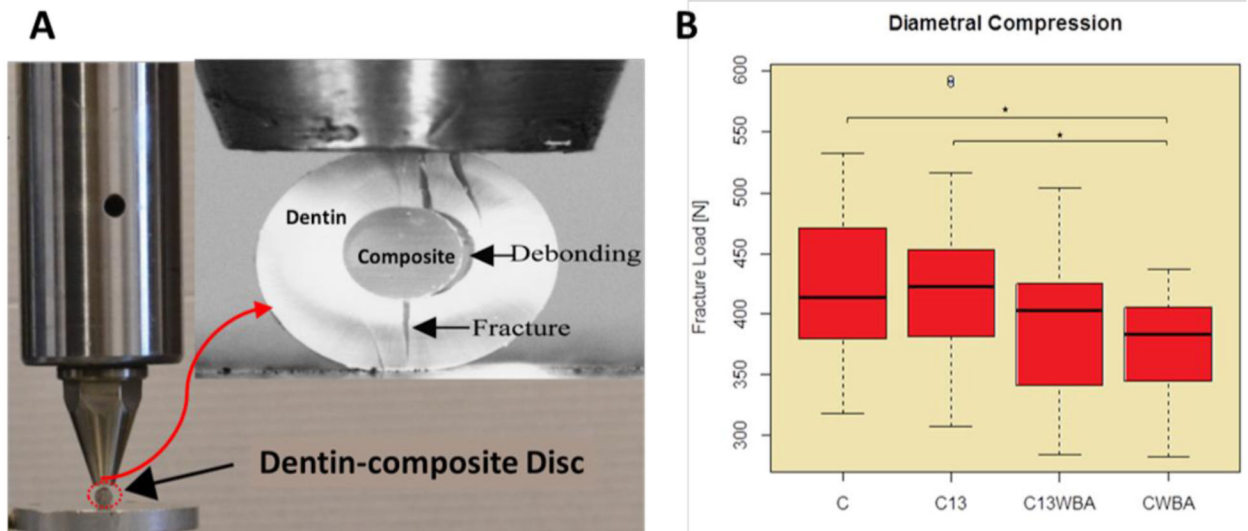 A
Dentin
Composite
Debonding
Fracture
Dentin-composite Disc
B
Diametral Compression
Fracture Load [N]
600
550
500
450
400
350
300
*
*
C
C13
C13WBA
CWBA